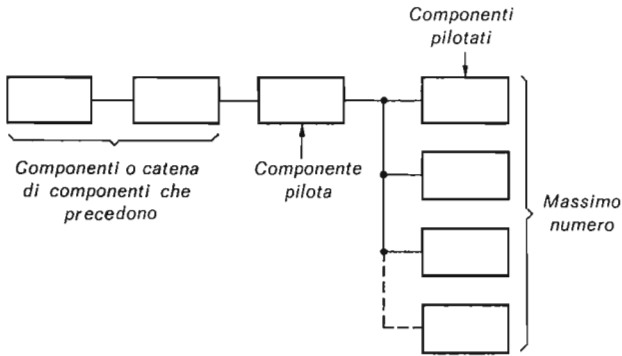 Componenti
pilotati
Componenti o catena
di componenti che
precedono
Componente
pilota
Massimo
numero